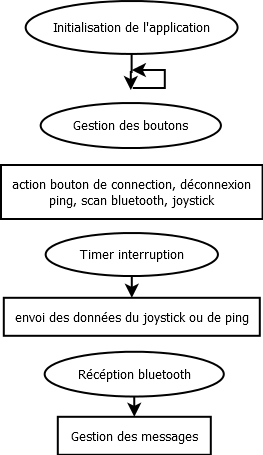 Initialisation de l'application
Gestion des boutons
action bouton de connection, déconnexion
ping, scan bluetooth, joystick
Timer interruption
envoi des données du joystick ou de ping
Récéption bluetooth
Gestion des messages